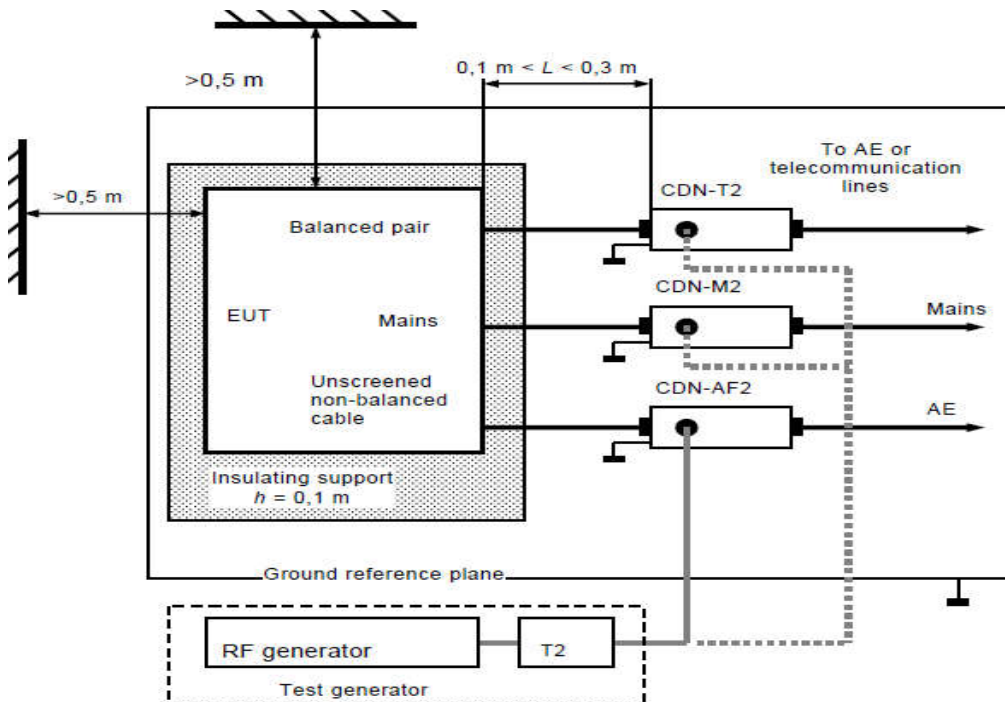 >0,5 m
0,1 m < L < 0,3 m
>0,5 m
To AE or
telecommunication
lines
CDN-T2
Balanced pair
CDN-M2
EUT
Mains
Mains
Unscreened
non-balanced
cable
CDN-AF2
AE
Insulating support
h = 0,1 m
Ground reference plane
RF generator
T2
Test generator